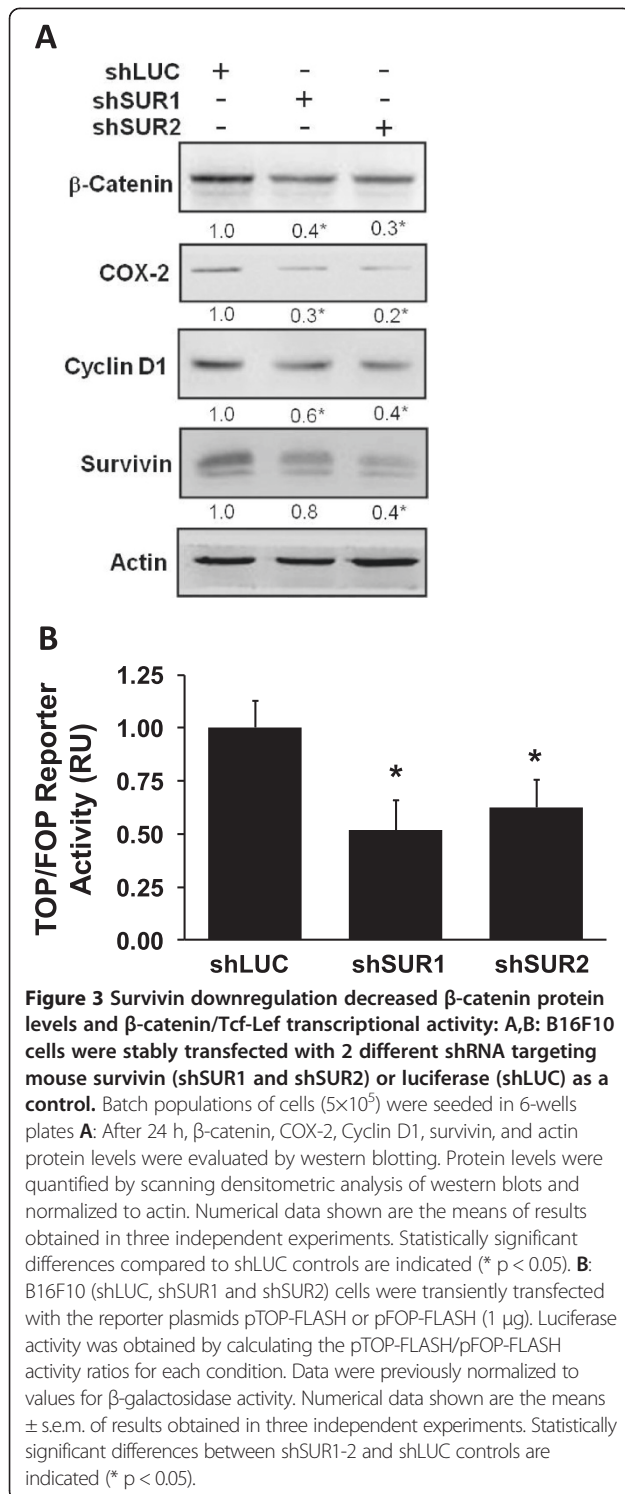 A
shLUC + - -
shSUR1 - + -
shSUR2 - - +
β-Catenin
1.0 0.4* 0.3*
COX-2
1.0 0.3* 0.2*
Cyclin D1
1.0 0.6* 0.4*
Survivin
1.0 0.8 0.4*
Actin
B
TOP/FOP Reporter
Activity (RU)
1.25
1.00
0.75
0.50
0.25
0.00
* *
shLUC shSUR1 shSUR2
Figure 3 Survivin downregulation decreased β-catenin protein
levels and β-catenin/Tcf-Lef transcriptional activity: A,B: B16F10
cells were stably transfected with 2 different shRNA targeting
mouse survivin (shSUR1 and shSUR2) or luciferase (shLUC) as a
control. Batch populations of cells (5×10⁵) were seeded in 6-wells
plates A: After 24 h, β-catenin, COX-2, Cyclin D1, survivin, and actin
protein levels were evaluated by western blotting. Protein levels were
quantified by scanning densitometric analysis of western blots and
normalized to actin. Numerical data shown are the means of results
obtained in three independent experiments. Statistically significant
differences compared to shLUC controls are indicated (* p < 0.05). B:
B16F10 (shLUC, shSUR1 and shSUR2) cells were transiently transfected
with the reporter plasmids pTOP-FLASH or pFOP-FLASH (1 μg). Luciferase
activity was obtained by calculating the pTOP-FLASH/pFOP-FLASH
activity ratios for each condition. Data were previously normalized to
values for β-galactosidase activity. Numerical data shown are the means
± s.e.m. of results obtained in three independent experiments. Statistically
significant differences between shSUR1-2 and shLUC controls are
indicated (* p < 0.05).